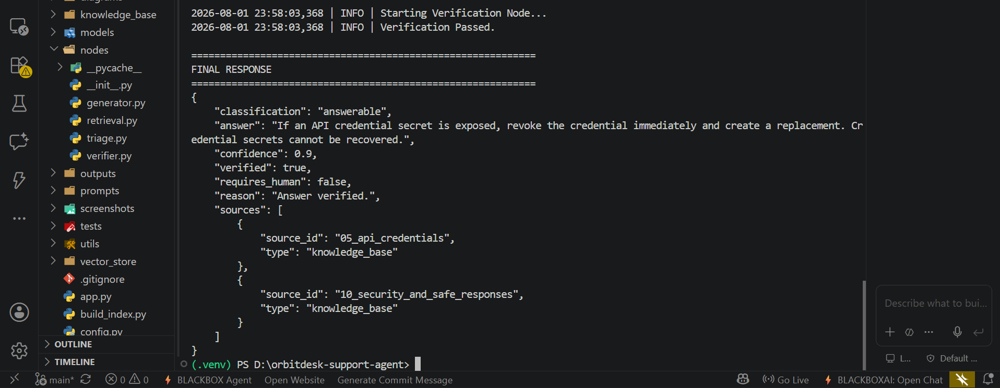 diagrams
knowledge_base
models
nodes
__pycache__
__init__.py
generator.py
retrieval.py
triage.py
verifier.py
outputs
prompts
screenshots
tests
utils
vector_store
.gitignore
app.py
build_index.py
config.py
OUTLINE
TIMELINE
2026-08-01 23:58:03,368 | INFO | Starting Verification Node...
2026-08-01 23:58:03,368 | INFO | Verification Passed.
============================================================
FINAL RESPONSE
============================================================
{
"classification": "answerable",
"answer": "If an API credential secret is exposed, revoke the credential immediately and create a replacement. Cr
edential secrets cannot be recovered.",
"confidence": 0.9,
"verified": true,
"requires_human": false,
"reason": "Answer verified.",
"sources": [
{
"source_id": "05_api_credentials",
"type": "knowledge_base"
},
{
"source_id": "10_security_and_safe_responses",
"type": "knowledge_base"
}
]
}
(.venv) PS D:\orbitdesk-support-agent>
Describe what to bui...
L...
Default ...
main*
0
0
BLACKBOX Agent
Open Website
Generate Commit Message
Go Live
BLACKBOXAI: Open Chat